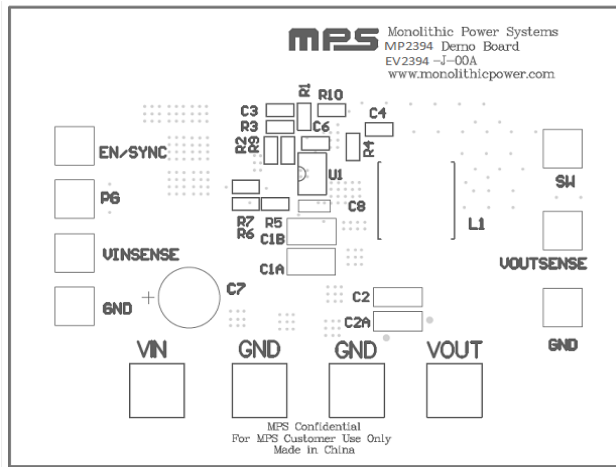 mps Monolithic Power Systems
MP2394 Demo Board
EV2394 -J-00A
www.monolithicpower.com
R1
R10
C3
C4
R3
C6
EN/SYNC
R2
R9
R4
U1
SW
PG
C8
R7
R5
L1
R6
C1B
VINSENSE
VOUTSENSE
C1A
C7
C2
GND
+
C2A
GND
VIN
GND
GND
VOUT
MPS Confidential
For MPS Customer Use Only
Made in China